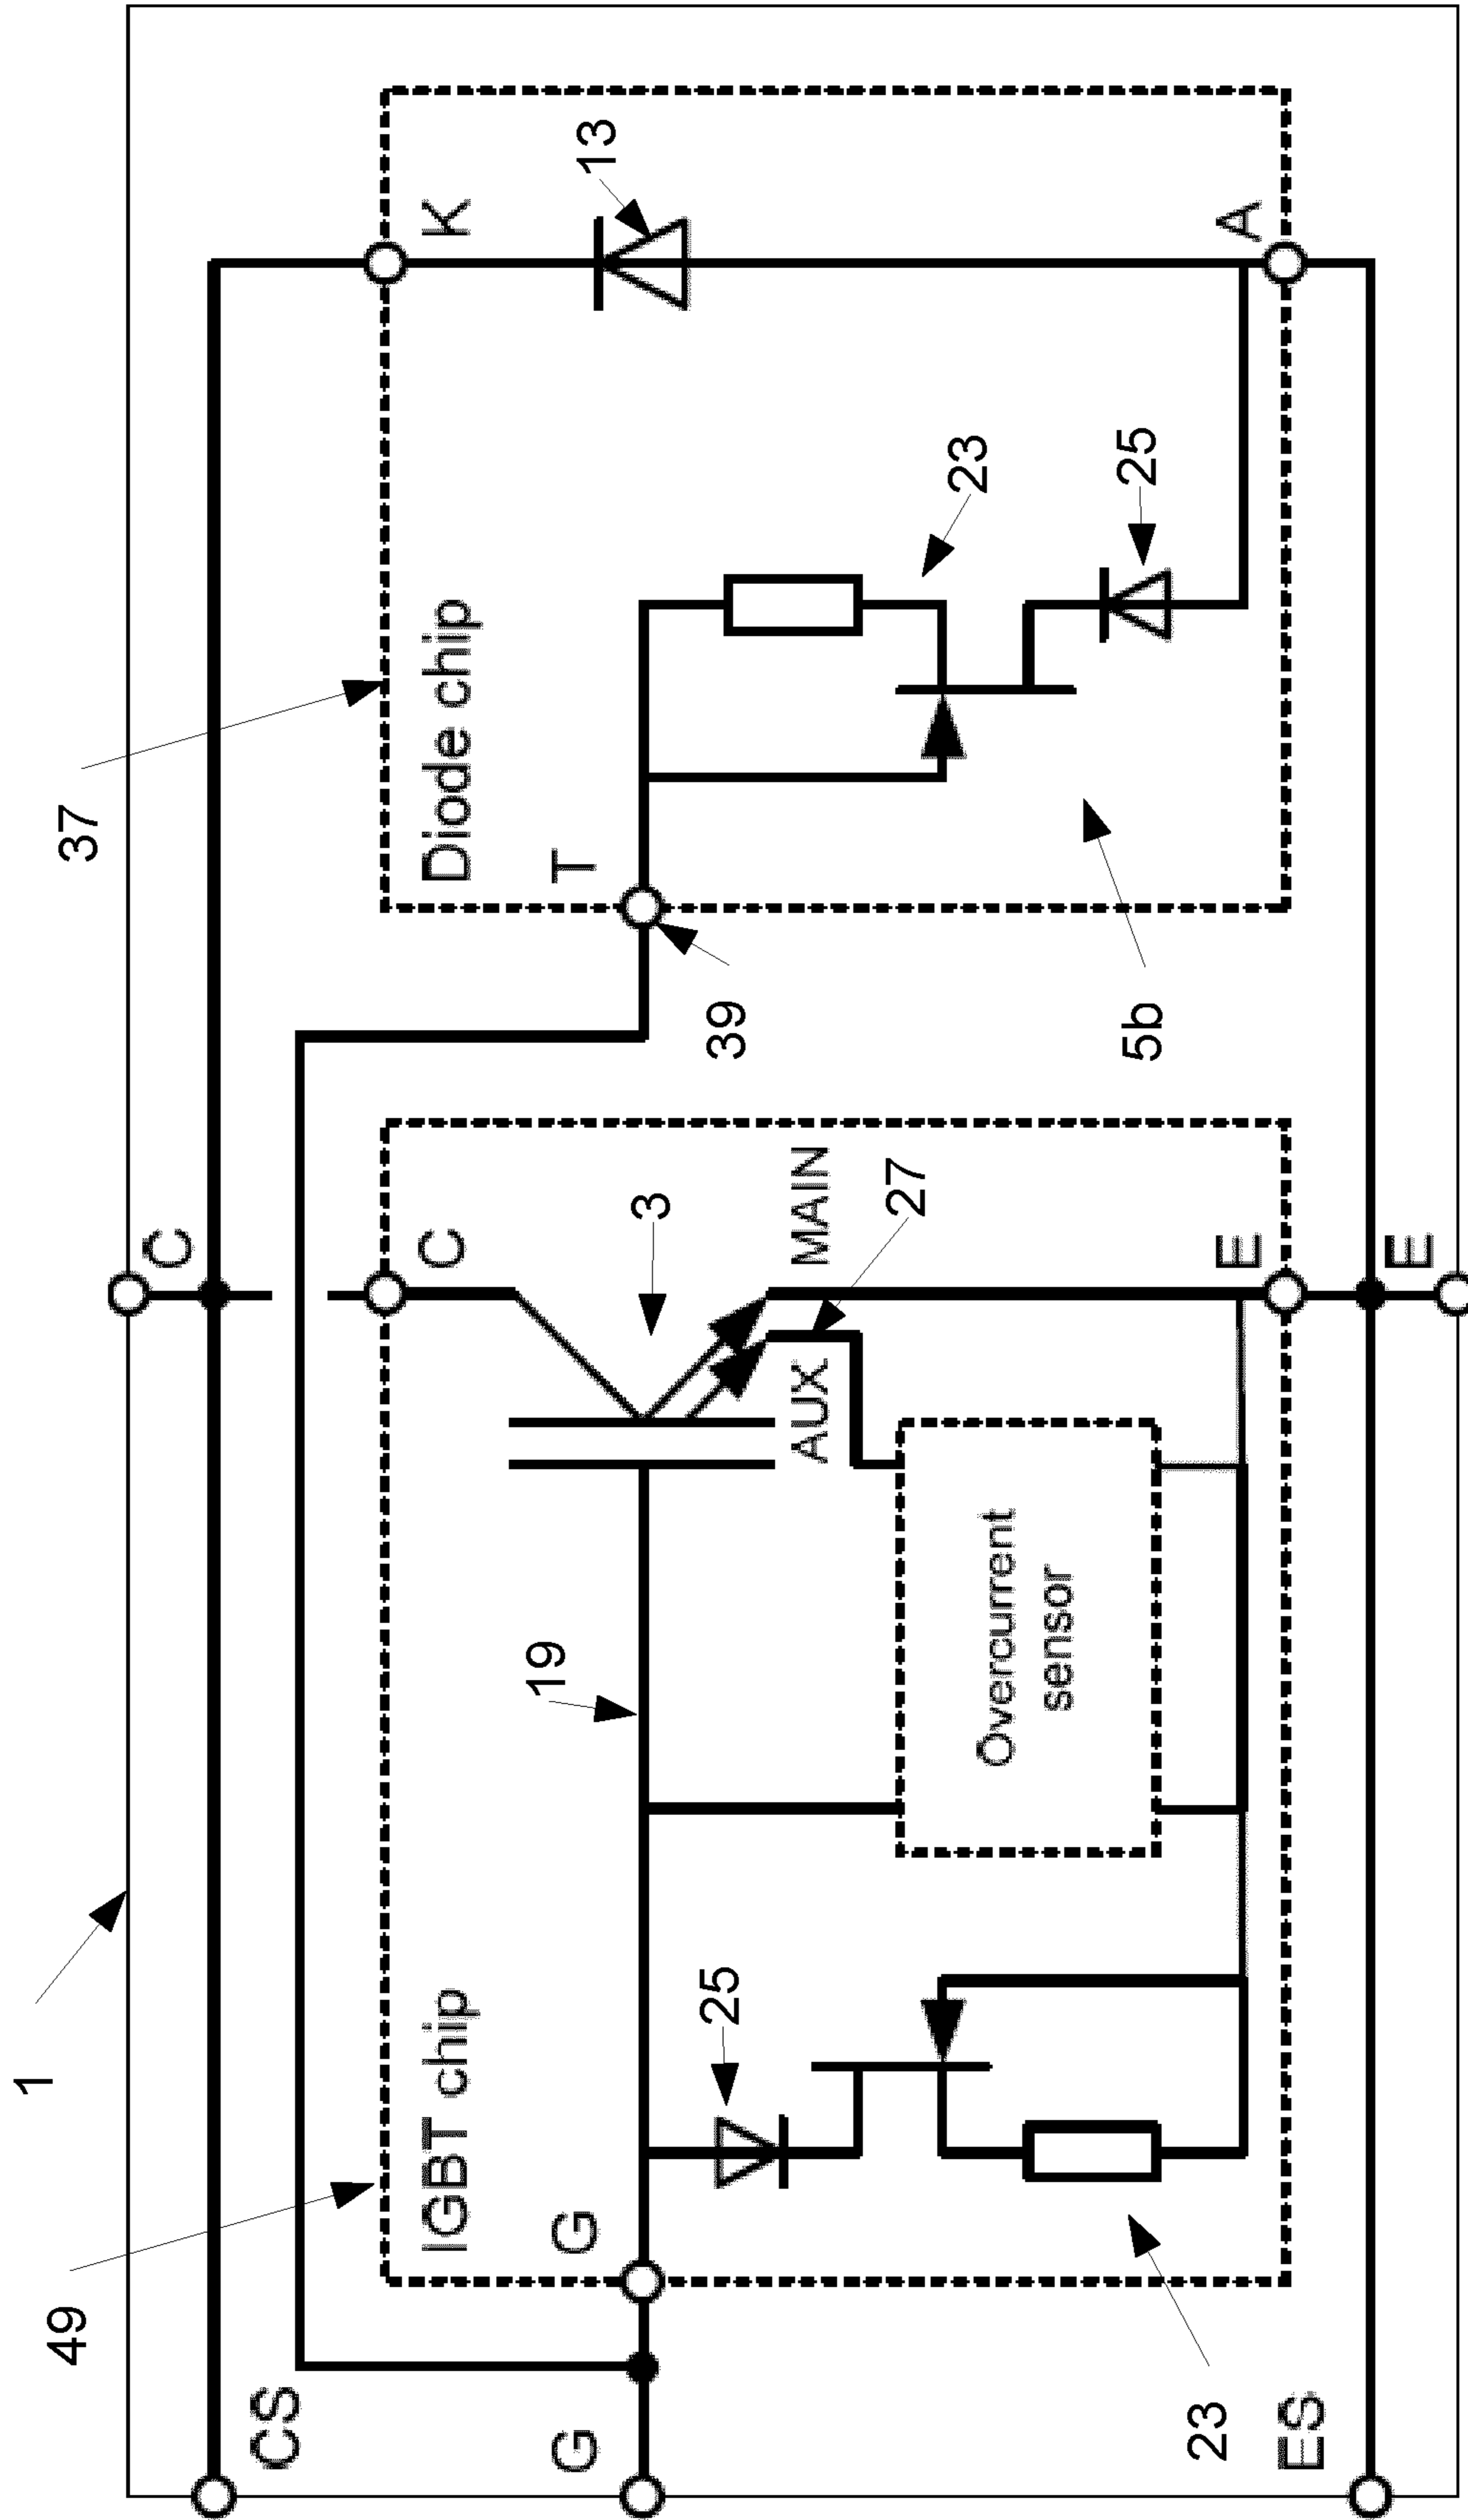 1
49
37
CS
C
IGBT chip
C
Diode chip
K
G
G
19
3
T
13
25
AUX
MAIN
27
39
23
25
Overcurrent
sensor
5b
23
ES
E
E
A